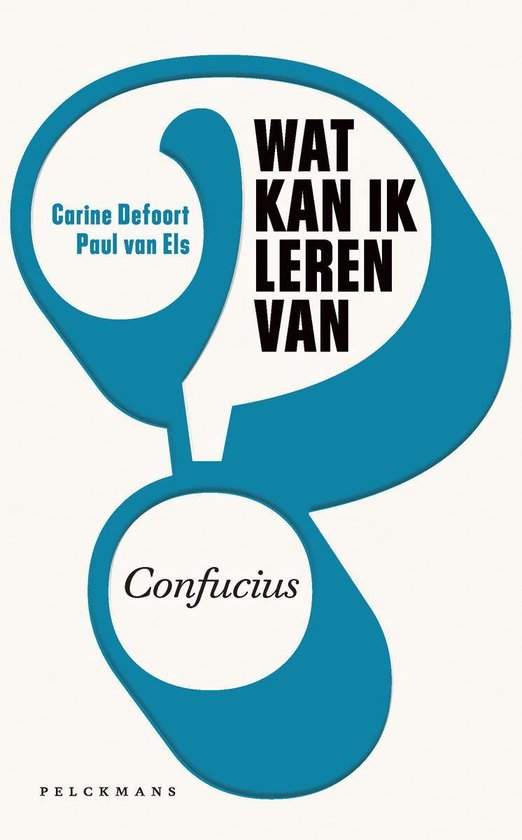 Carine Defoort
Paul van Els
WAT
KAN IK
LEREN
VAN
Confucius
PELCKMANS